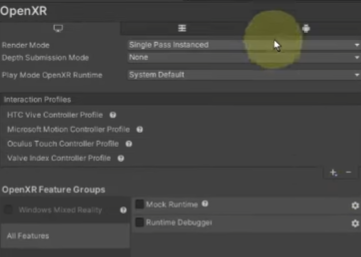 OpenXR
Render Mode Single Pass Instanced
Depth Submission Mode None
Play Mode OpenXR Runtime System Default
Interaction Profiles
HTC Vive Controller Profile
Microsoft Motion Controller Profile
Oculus Touch Controller Profile
Valve Index Controller Profile
OpenXR Feature Groups
Windows Mixed Reality
All Features
Mock Runtime
Runtime Debugger